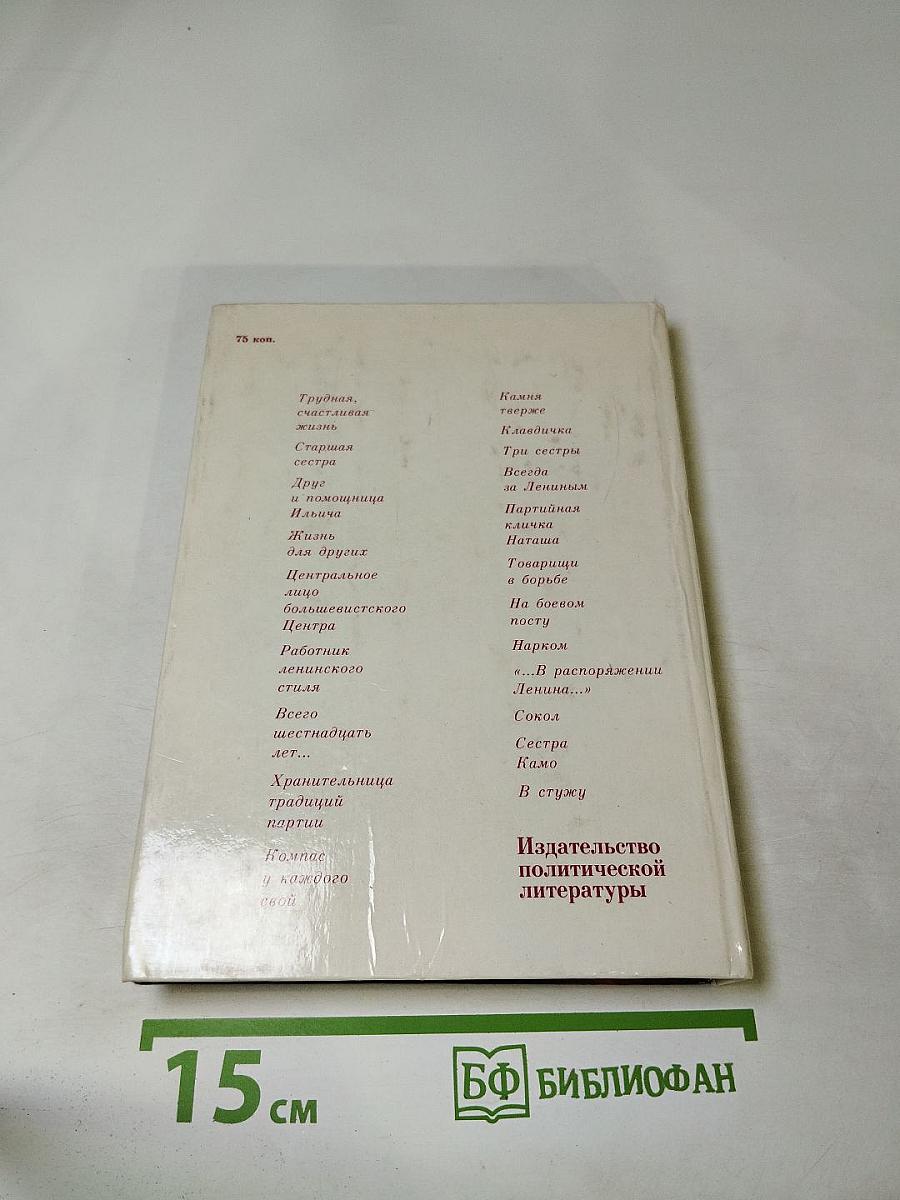 75 коп.
Трудная,
счастливая
жизнь
Старшая
сестра
Друг
и помощница
Ильича
Жизнь
для других
Центральное
лицо
большевистского
Центра
Работник
ленинского
стиля
Всего
шестнадцать
лет...
Хранительница
традиций
партии
Компас
у каждого
свой
Камня
тверже
Клавдичка
Три сестры
Всегда
за Лениным
Партийная
кличка
Наташа
Товарищи
в борьбе
На боевом
посту
Нарком
«...В распоряжении
Ленина...»
Сокол
Сестра
Камо
В стужу
Издательство
политической
литературы
15 см
БФ БИБЛИОФАН